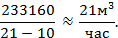 233160 / (21 − 10) ≈ 21м³ / час.